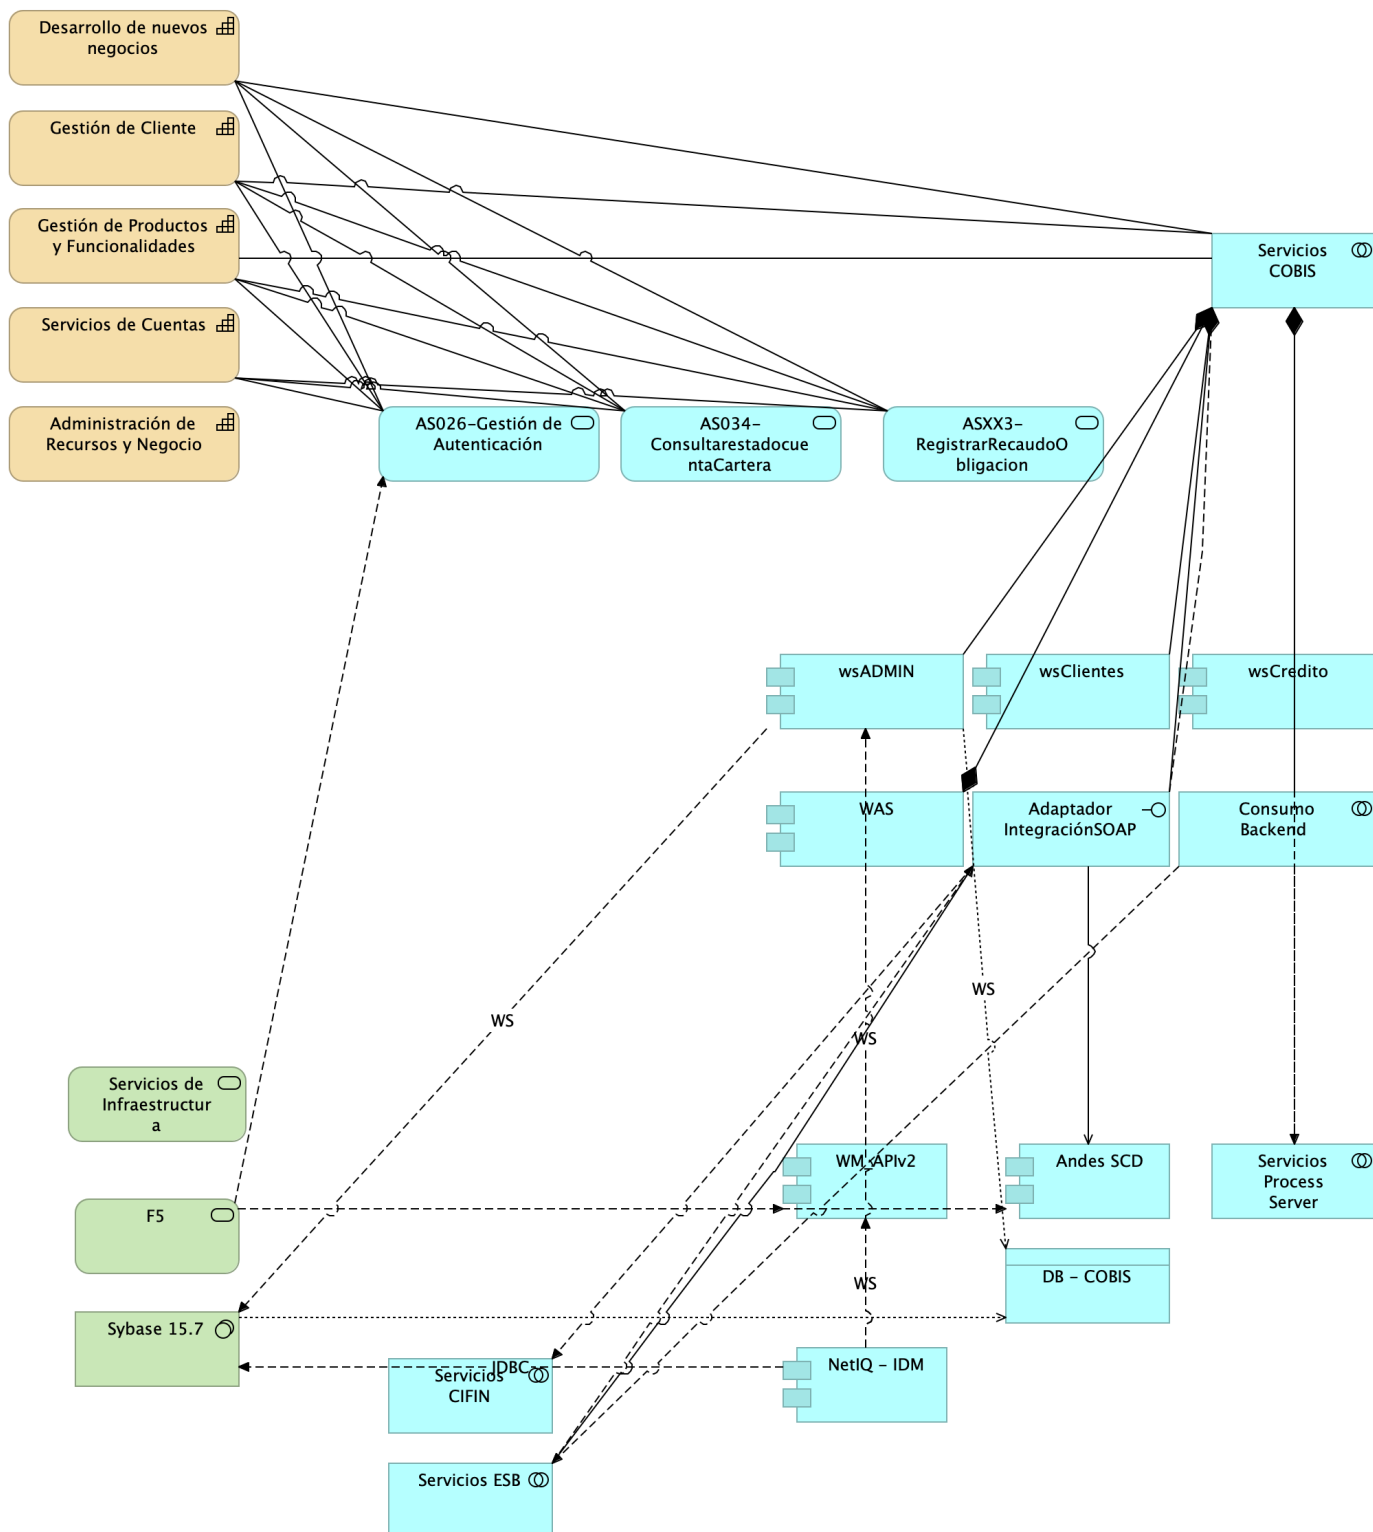 Desarrollo de nuevos
negocios
Gestión de Cliente
Gestión de Productos
y Funcionalidades
Servicios
COBIS
Servicios de Cuentas
Administración de
Recursos y Negocio
AS026-Gestión de
Autenticación
AS034-
Consultarestadocue
ntaCartera
ASXX3-
RegistrarRecaudoO
bligacion
wsADMIN
wsClientes
wsCredito
WAS
Adaptador
IntegraciónSOAP
Consumo
Backend
WS
WS
WS
Servicios de
Infraestructur
a
WM_APIv2
Andes SCD
Servicios
Process
Server
F5
DB - COBIS
WS
Sybase 15.7
JDBC
Servicios
CIFIN
NetIQ - IDM
Servicios ESB